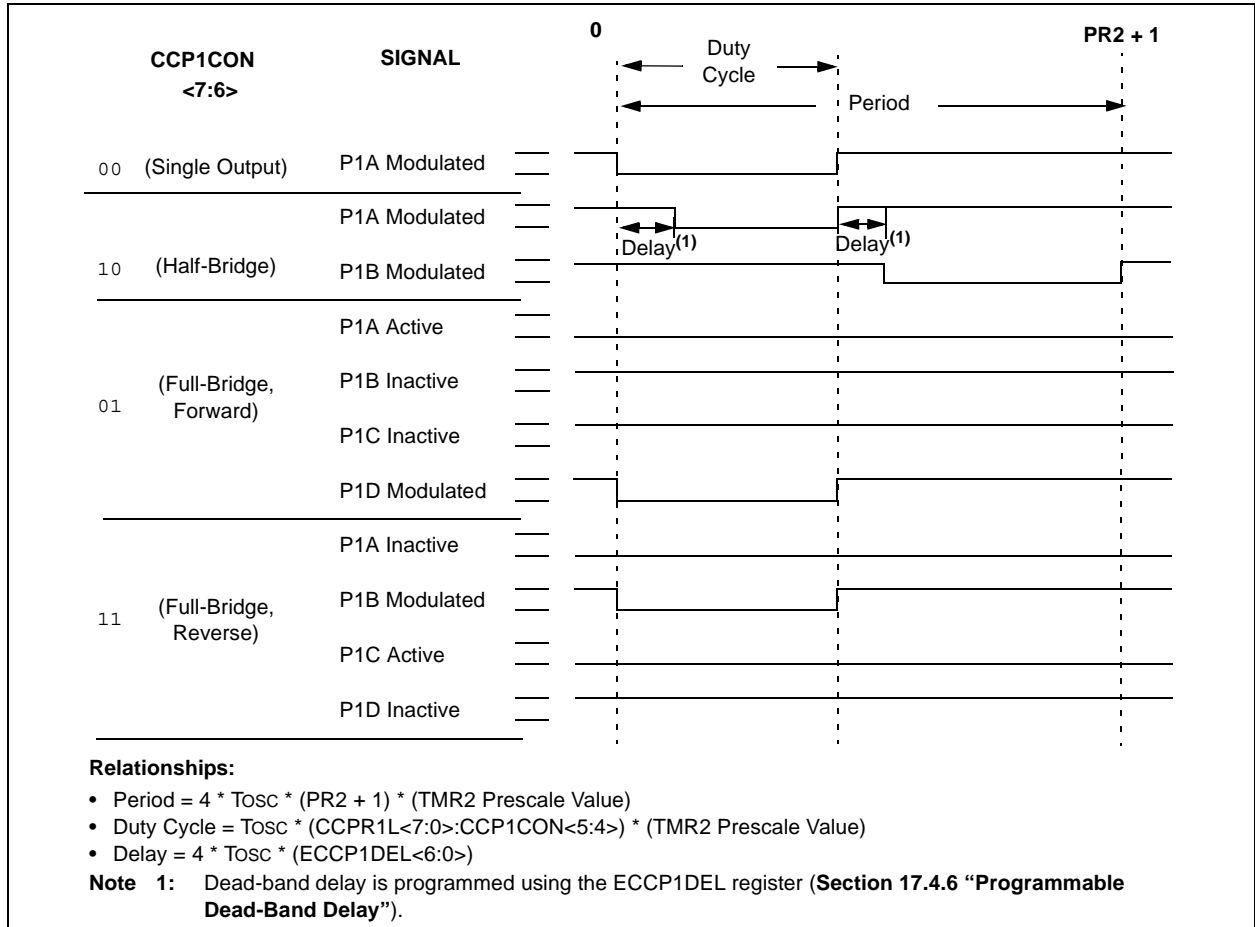 0
PR2 + 1
CCP1CON
<7:6>
SIGNAL
Duty
Cycle
Period
00 (Single Output) P1A Modulated
P1A Modulated
Delay(1) Delay(1)
10 (Half-Bridge) P1B Modulated
P1A Active
01 (Full-Bridge,
Forward)
P1B Inactive
P1C Inactive
P1D Modulated
P1A Inactive
11 (Full-Bridge,
Reverse)
P1B Modulated
P1C Active
P1D Inactive
Relationships:
• Period = 4 * TOSC * (PR2 + 1) * (TMR2 Prescale Value)
• Duty Cycle = TOSC * (CCPR1L<7:0>:CCP1CON<5:4>) * (TMR2 Prescale Value)
• Delay = 4 * TOSC * (ECCP1DEL<6:0>)
Note 1: Dead-band delay is programmed using the ECCP1DEL register (Section 17.4.6 “Programmable
Dead-Band Delay”).